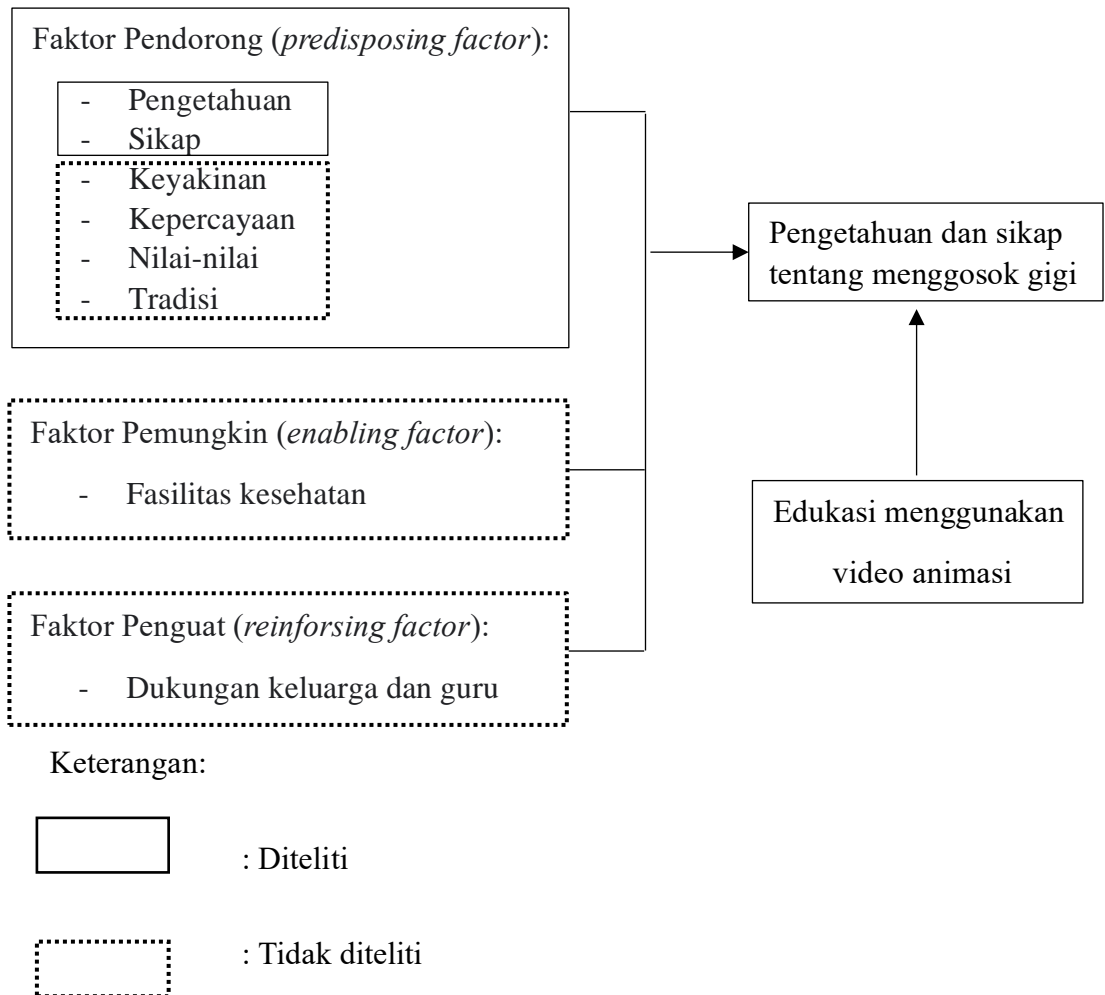 Faktor Pendorong (predisposing factor):
- Pengetahuan
- Sikap
- Keyakinan
- Kepercayaan
- Nilai-nilai
- Tradisi
Pengetahuan dan sikap
tentang menggosok gigi
Faktor Pemungkin (enabling factor):
- Fasilitas kesehatan
Edukasi menggunakan
video animasi
Faktor Penguat (reinforsing factor):
- Dukungan keluarga dan guru
Keterangan:
: Diteliti
: Tidak diteliti